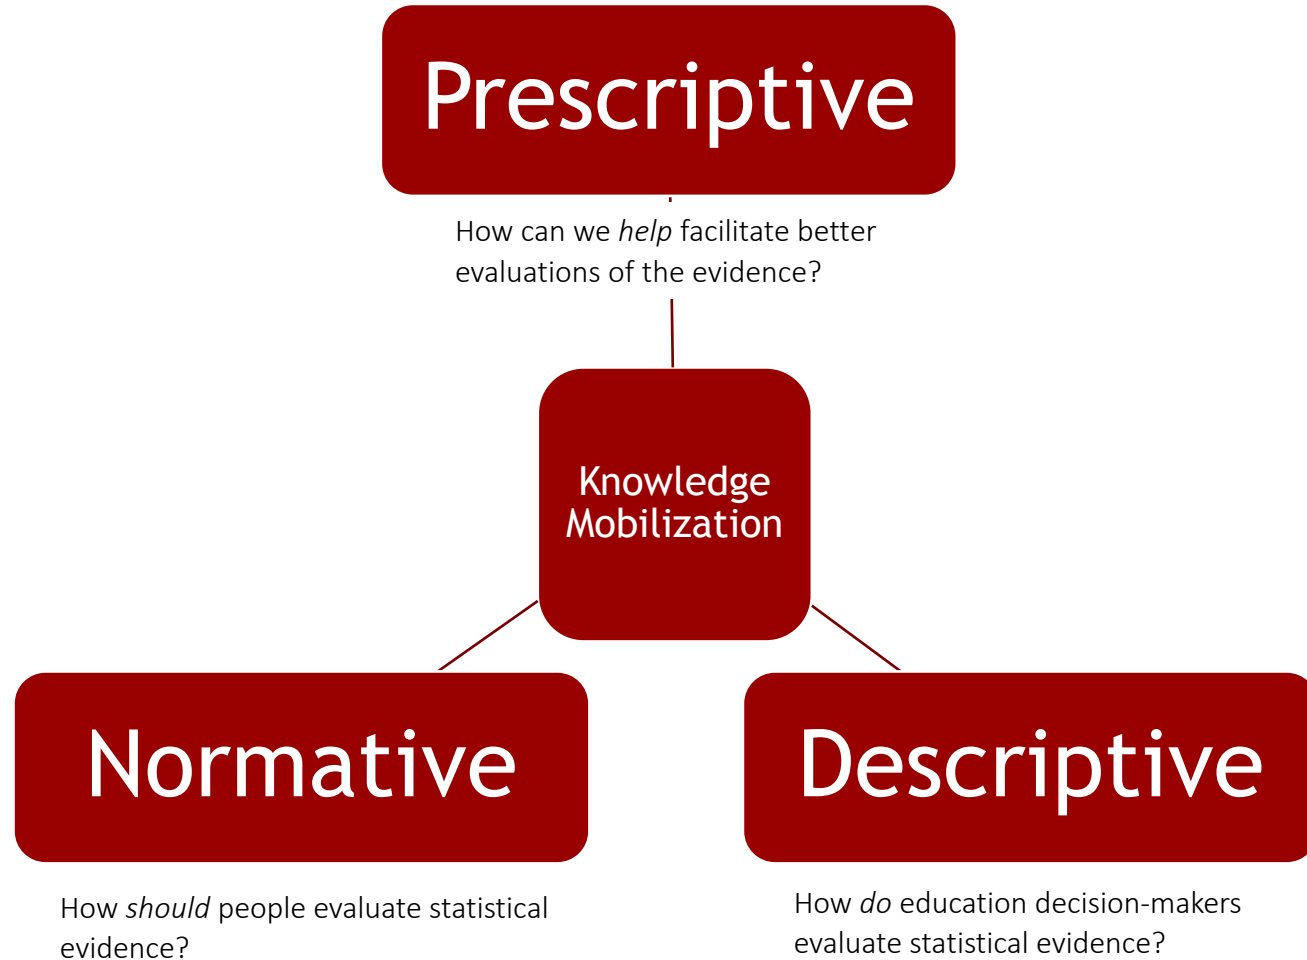 Prescriptive
How can we help facilitate better
evaluations of the evidence?
Knowledge
Mobilization
Normative
How should people evaluate statistical
evidence?
Descriptive
How do education decision-makers
evaluate statistical evidence?